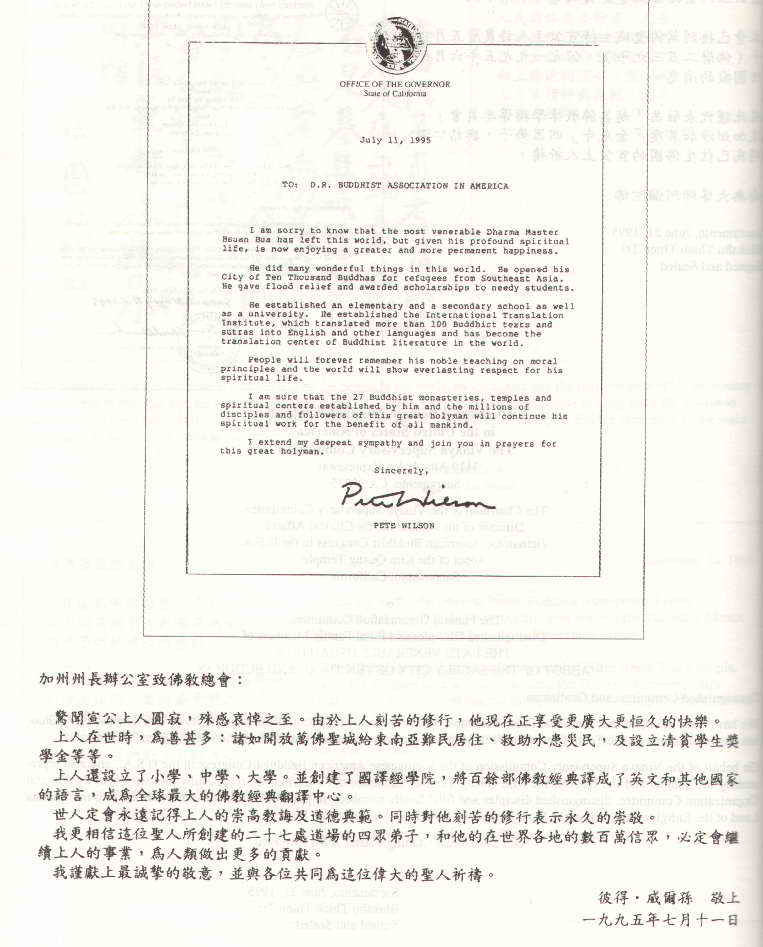 OFFICE OF THE GOVERNOR
State of California
July 11, 1995
TO: D.R. BUDDHIST ASSOCIATION IN AMERICA
I am sorry to know that the most venerable Dharma Master
Hsuan Hua has left this world, but given his profound spiritual
life, is now enjoying a greater and more permanent happiness.
He did many wonderful things in this world. He opened his
City of Ten Thousand Buddhas for refugees from Southeast Asia.
He gave flood relief and awarded scholarships to needy students.
He established an elementary and a secondary school as well
as a university. He established the International Translation
Institute, which translated more than 100 Buddhist texts and
sutras into English and other languages and has become the
translation center of Buddhist literature in the world.
People will forever remember his noble teaching on moral
principles and the world will show everlasting respect for his
spiritual life.
I am sure that the 27 Buddhist monasteries, temples and
spiritual centers established by him and the millions of
disciples and followers of this great holyman will continue his
spiritual work for the benefit of all mankind.
I extend my deepest sympathy and join you in prayers for
this great holyman.
Sincerely,
Pete Wilson
PETE WILSON
加州州長辦公室致佛教總會：
驚聞宣公上人圓寂，殊感哀悼之至。由於上人刻苦的修行，他現在正享受更廣大更恒久的快樂。
上人在世時，為善甚多：諸如開放萬佛聖城給東南亞難民居住、救助水患災民，及設立清貧學生獎
學金等等。
上人還設立了小學、中學、大學。並創建了國譯經學院，將百餘部佛教經典譯成了英文和其他國家
的語言，成為全球最大的佛教經典翻譯中心。
世人定會永遠記得上人的崇高教誨及道德典範。同時對他刻苦的修行表示永久的崇敬。
我更相信這位聖人所創建的二十七處道場的四眾弟子，和他的在世界各地的數百萬信眾，必定會繼
續上人的事業，為人類做出更多的貢獻。
我謹獻上最誠摯的敬意，並與各位共同為這位偉大的聖人祈禱。
彼得·威爾孫　敬上
一九九五年七月十一日